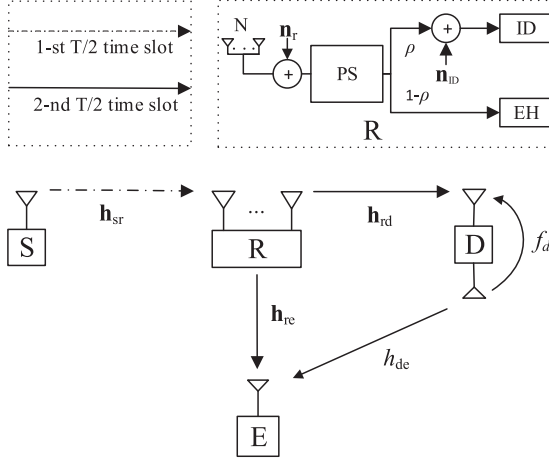 1-st T/2 time slot
2-nd T/2 time slot
N
n_r
+
PS
ρ
1-ρ
+
n_ID
ID
EH
R
h_sr
...
h_rd
S
R
D
f_d
h_re
h_de
E